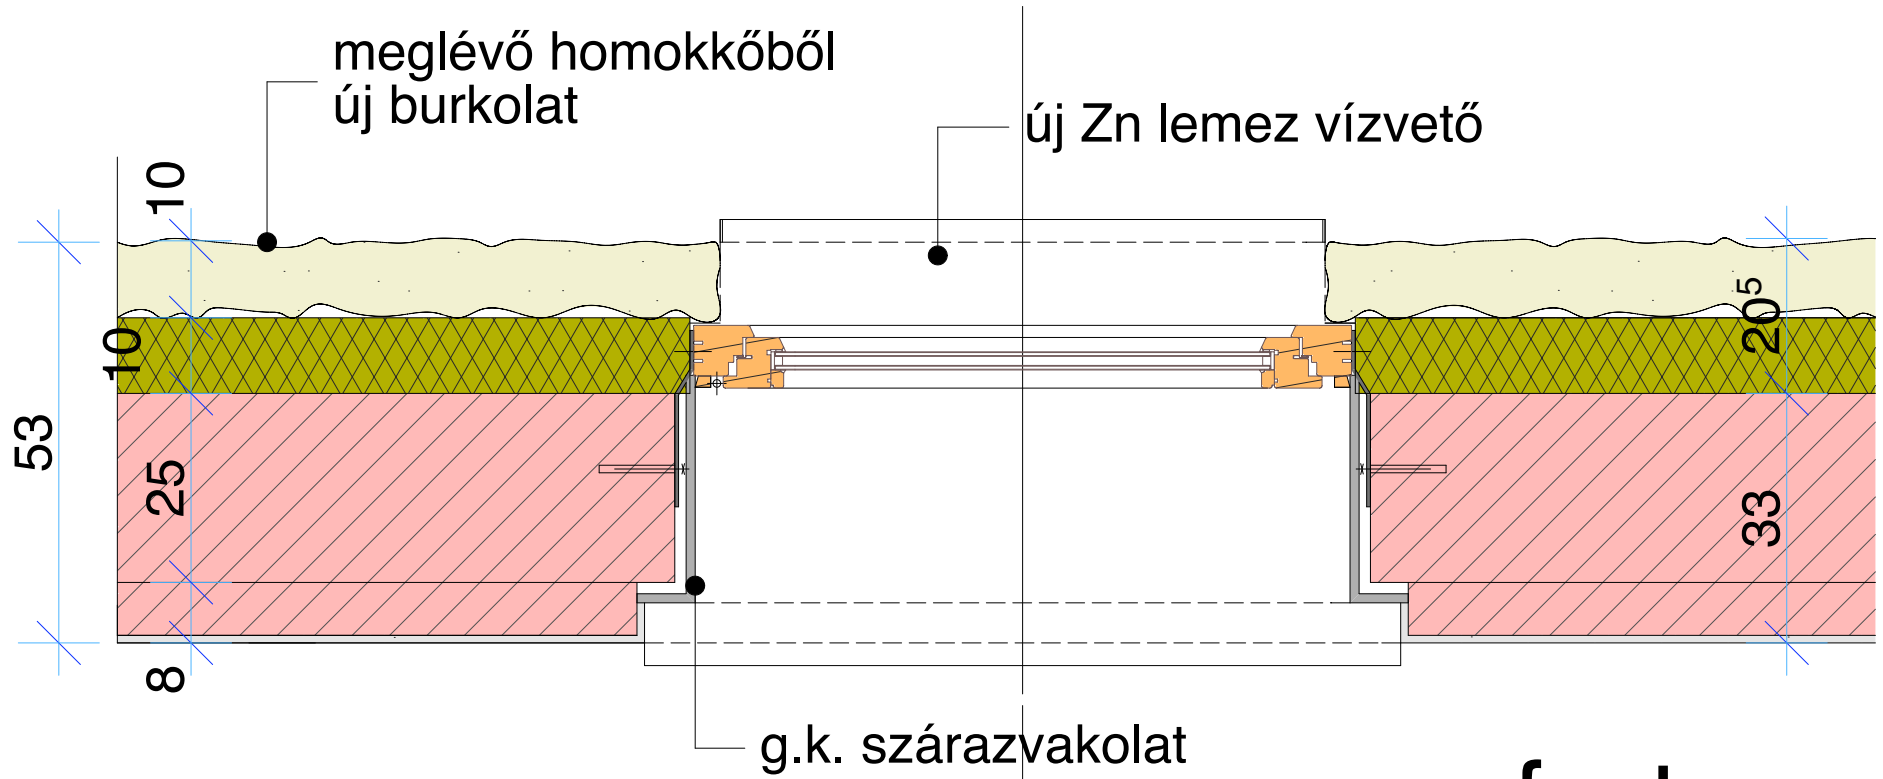 meglévő homokkőből
új burkolat
új Zn lemez vízvető
10
10
53
25
8
20⁵
33
g.k. szárazvakolat